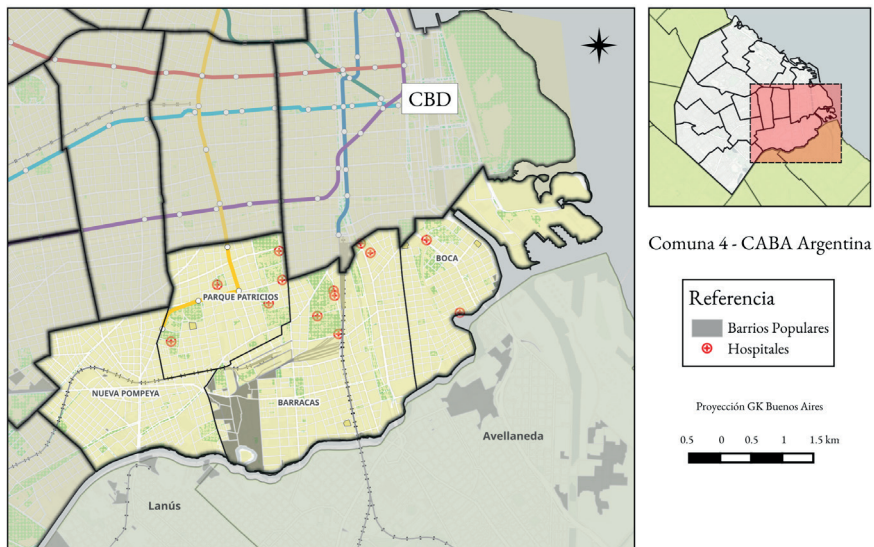 CBD
BOCA
PARQUE PATRICIOS
NUEVA POMPEYA
BARRACAS
Avellaneda
Lanús
Comuna 4 - CABA Argentina
Referencia
Barrios Populares
Hospitales
Proyección GK Buenos Aires
0.5 0 0.5 1 1.5 km